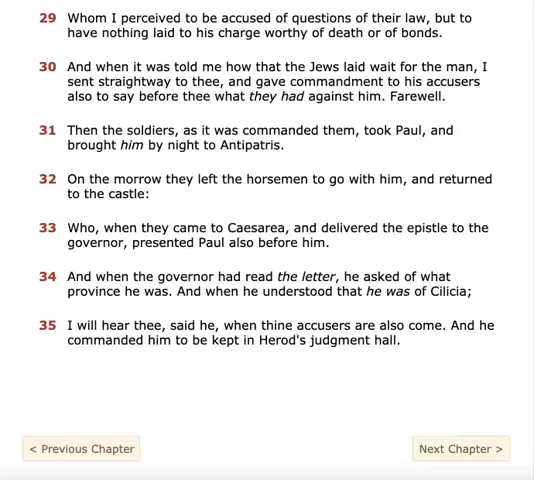 29 Whom I perceived to be accused of questions of their law, but to
have nothing laid to his charge worthy of death or of bonds.
30 And when it was told me how that the Jews laid wait for the man, I
sent straightway to thee, and gave commandment to his accusers
also to say before thee what they had against him. Farewell.
31 Then the soldiers, as it was commanded them, took Paul, and
brought him by night to Antipatris.
32 On the morrow they left the horsemen to go with him, and returned
to the castle:
33 Who, when they came to Caesarea, and delivered the epistle to the
governor, presented Paul also before him.
34 And when the governor had read the letter, he asked of what
province he was. And when he understood that he was of Cilicia;
35 I will hear thee, said he, when thine accusers are also come. And he
commanded him to be kept in Herod's judgment hall.
< Previous Chapter
Next Chapter >